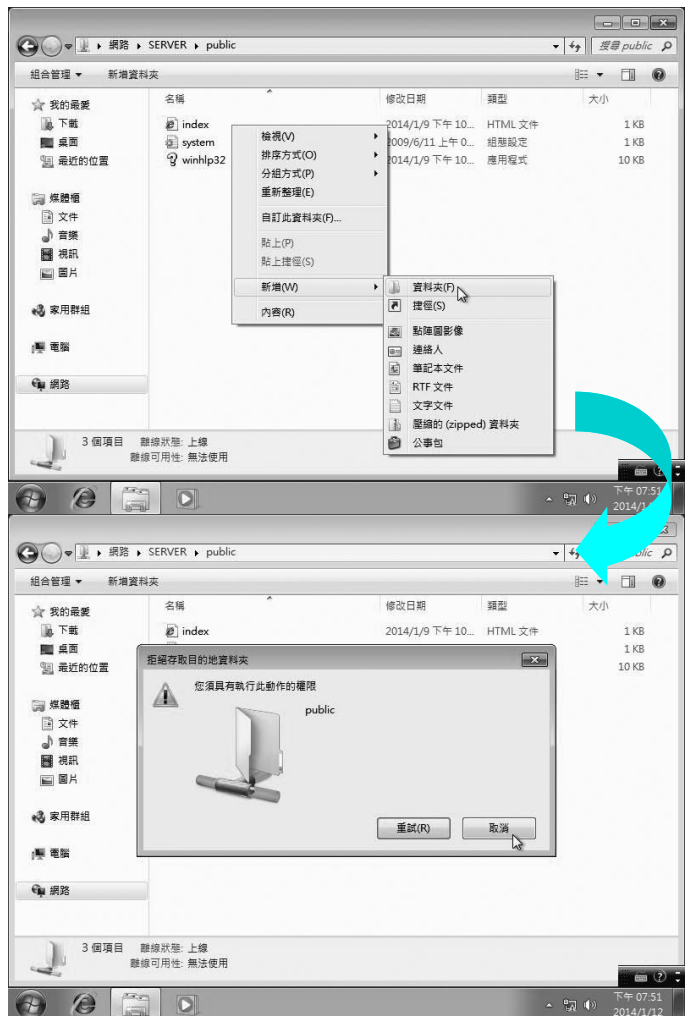 網路 ▸ SERVER ▸ public
搜尋 public
組合管理 ▾ 新增資料夾
我的最愛
下載
桌面
最近的位置
媒體櫃
文件
音樂
視訊
圖片
家用群組
電腦
網路
名稱 修改日期 類型 大小
index 2014/1/9 下午 10... HTML 文件 1 KB
system 2009/6/11 上午 0... 組態設定 1 KB
winhlp32 2014/1/9 下午 10... 應用程式 10 KB
檢視(V)
排序方式(O)
分組方式(P)
重新整理(E)
自訂此資料夾(F)...
貼上(P)
貼上捷徑(S)
新增(W)
內容(R)
資料夾(F)
捷徑(S)
點陣圖影像
連絡人
筆記本文件
RTF 文件
文字文件
壓縮的 (zipped) 資料夾
公事包
3 個項目 離線狀態: 上線
離線可用性: 無法使用
下午 07:51
2014/1/
網路 ▸ SERVER ▸ public
組合管理 ▾ 新增資料夾
我的最愛
下載
桌面
最近的位置
媒體櫃
文件
音樂
視訊
圖片
家用群組
電腦
網路
名稱 修改日期 類型 大小
index 2014/1/9 下午 10... HTML 文件 1 KB
1 KB
10 KB
拒絕存取目的地資料夾
您須具有執行此動作的權限
public
重試(R) 取消
3 個項目 離線狀態: 上線
離線可用性: 無法使用
下午 07:51
2014/1/12